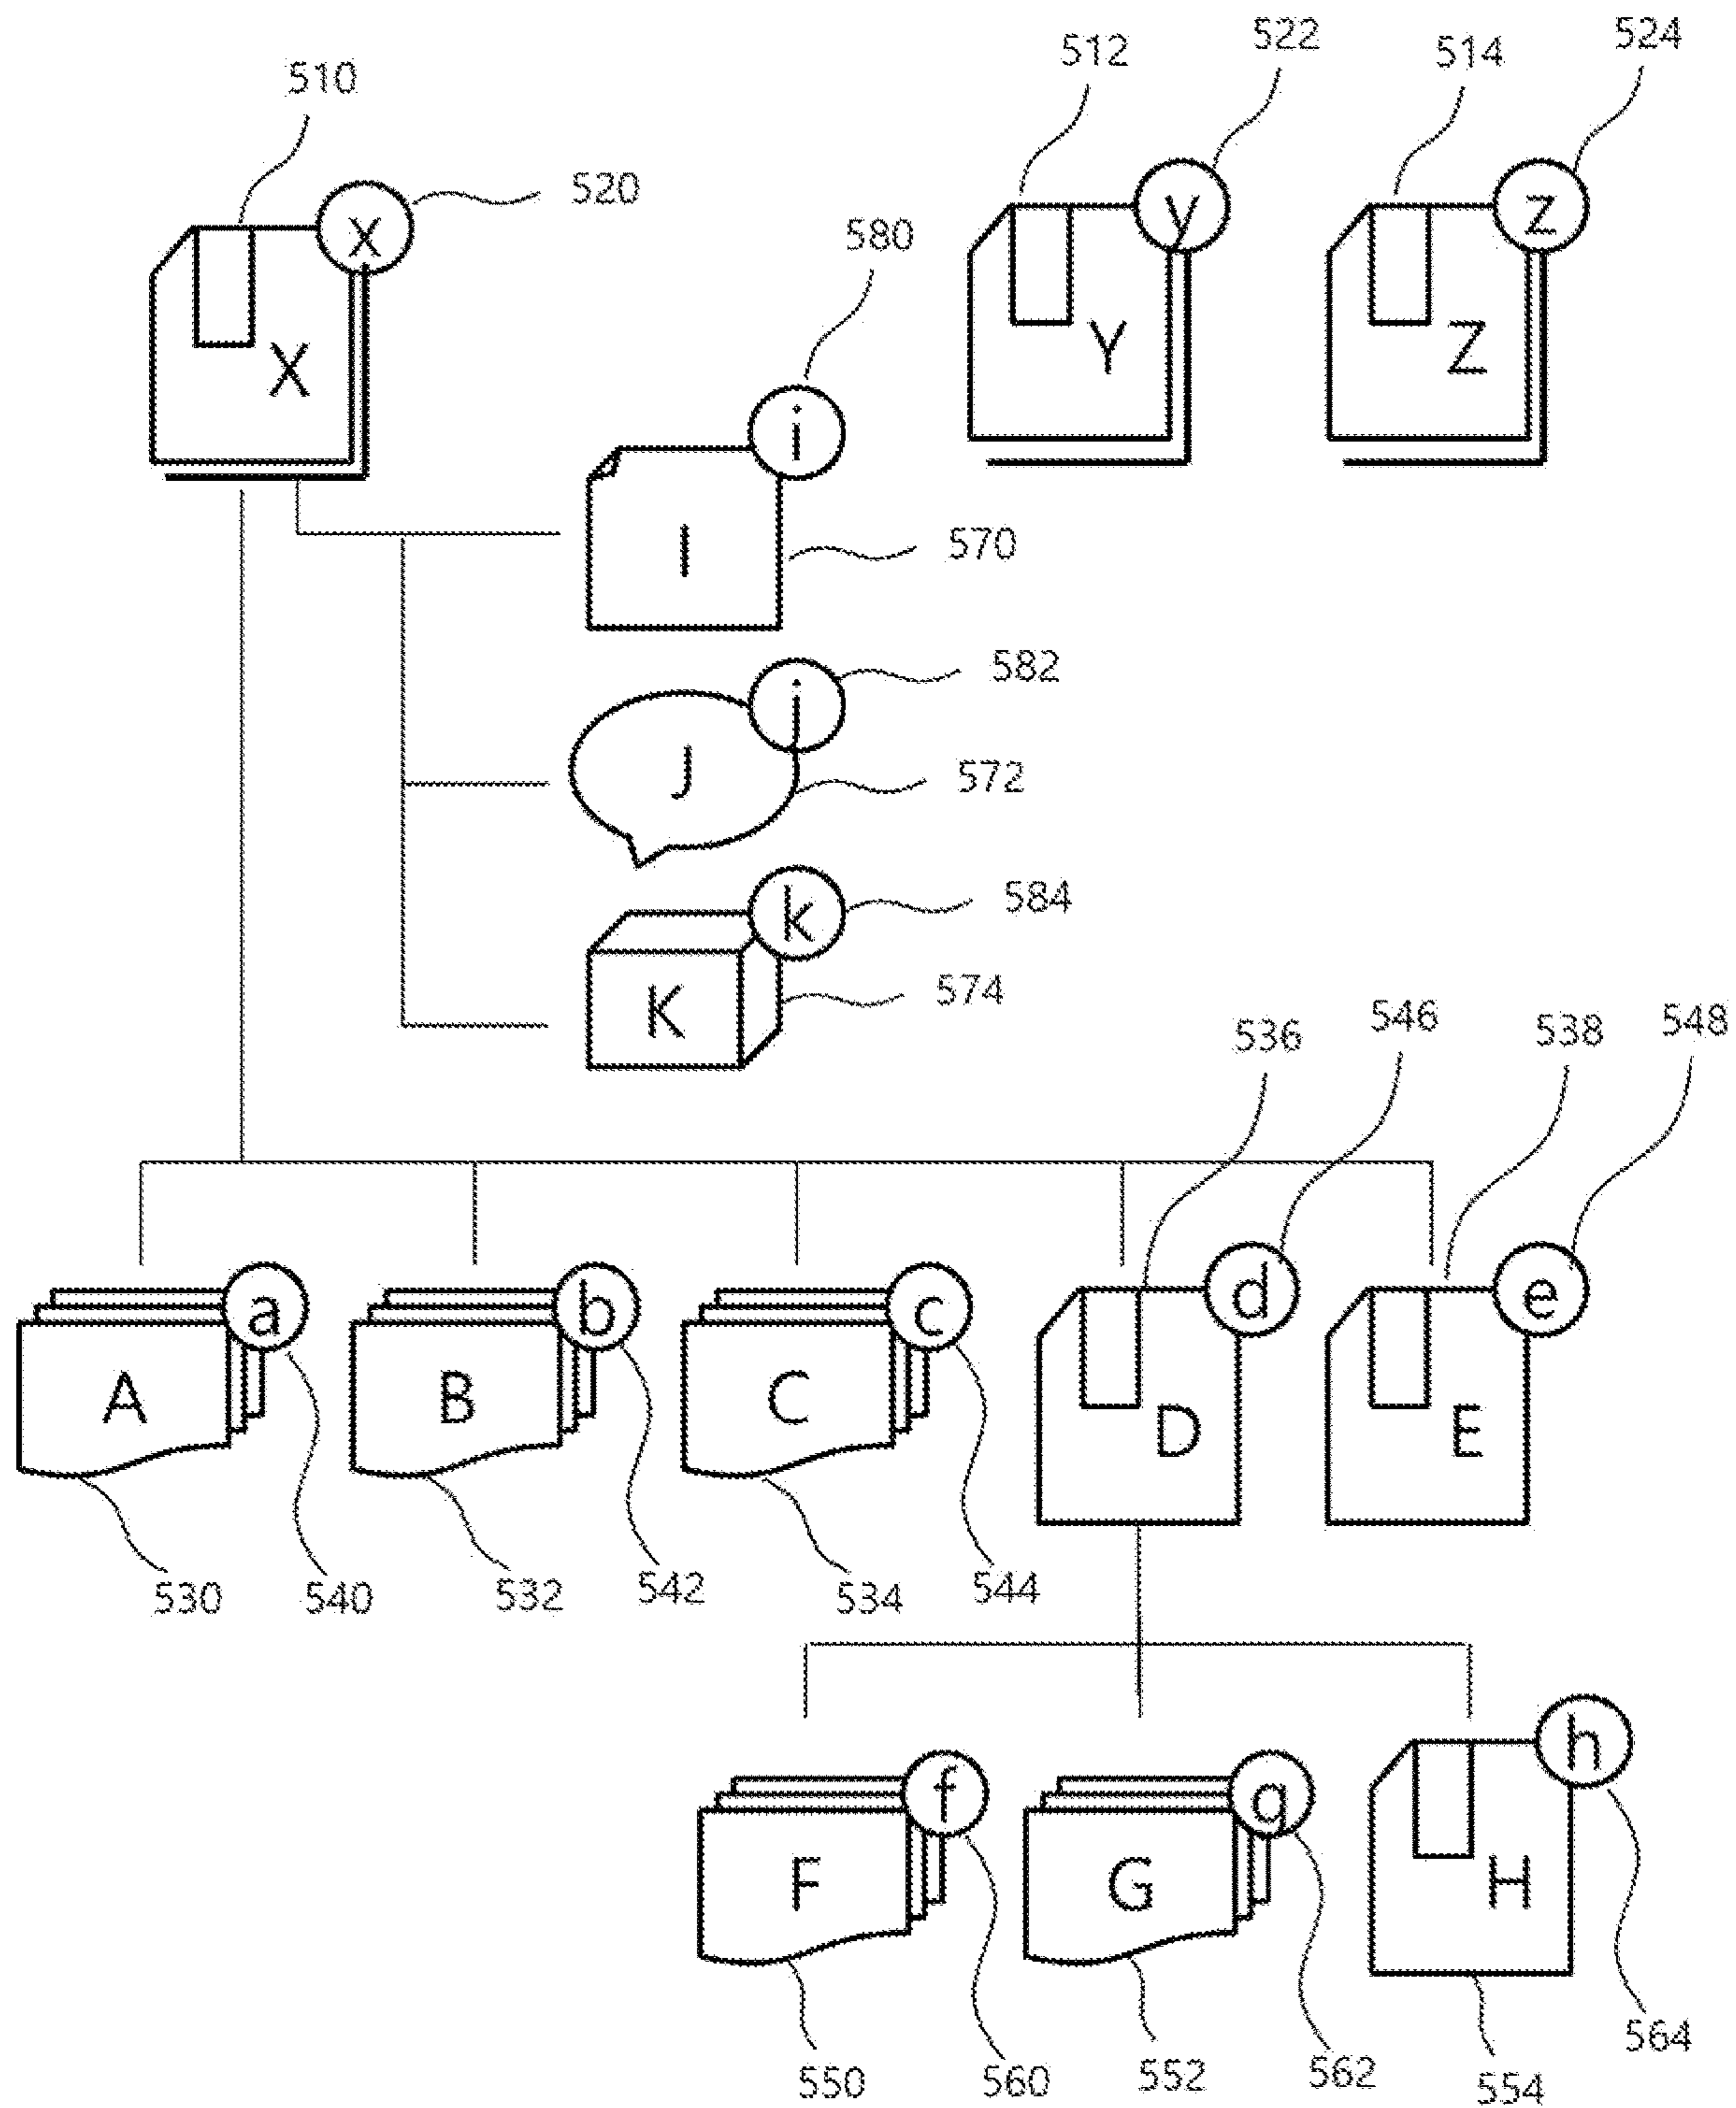 510
512
522
514
524
x
520
580
y
z
X
Y
Z
i
I
570
582
j
J
572
584
k
K
574
536
546
538
548
a
b
c
d
e
A
B
C
D
E
530
540
532
542
534
544
f
g
h
F
G
H
550
560
552
562
554
564